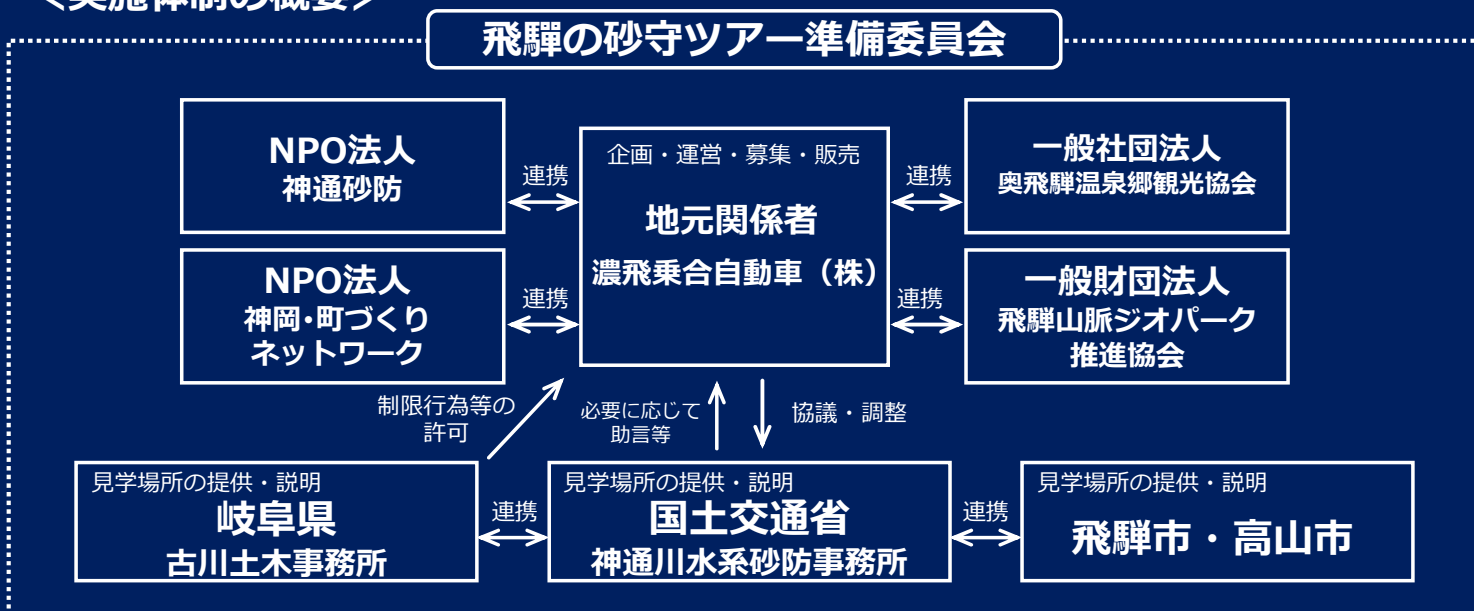 <実施体制の概要>
飛騨の砂守ツアー準備委員会
NPO法人
神通砂防
連携
企画・運営・募集・販売
地元関係者
濃飛乗合自動車（株）
連携
一般社団法人
奥飛騨温泉郷観光協会
NPO法人
神岡・町づくり
ネットワーク
連携
連携
一般財団法人
飛騨山脈ジオパーク
推進協会
制限行為等の
許可
必要に応じて
助言等
協議・調整
見学場所の提供・説明
岐阜県
古川土木事務所
連携
見学場所の提供・説明
国土交通省
神通川水系砂防事務所
連携
見学場所の提供・説明
飛騨市・高山市